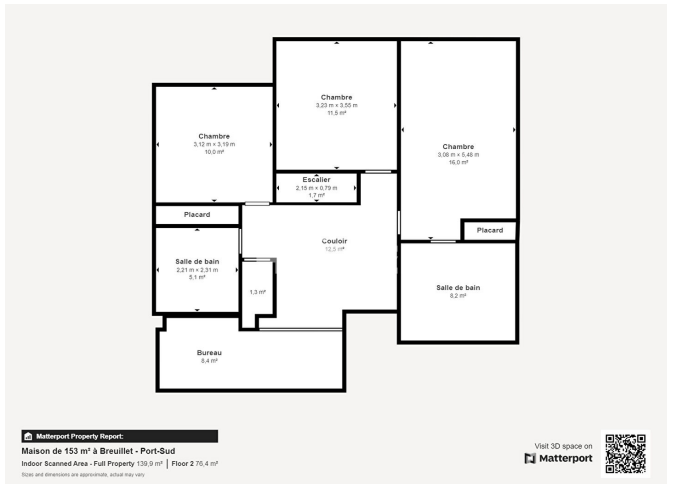 Chambre
3,23 m × 3,55 m
11,5 m²
Chambre
3,12 m × 3,19 m
10,0 m²
Chambre
3,08 m × 5,48 m
16,0 m²
Escalier
2,15 m × 0,79 m
1,7 m²
Placard
Placard
Couloir
12,5 m²
Salle de bain
2,21 m × 2,31 m
5,1 m²
1,3 m²
Salle de bain
8,2 m²
Bureau
8,4 m²
Matterport Property Report:
Maison de 153 m² à Breuillet - Port-Sud
Indoor Scanned Area - Full Property 139,9 m² | Floor 2 76,4 m²
Sizes and dimensions are approximate, actual may vary
Visit 3D space on
Matterport